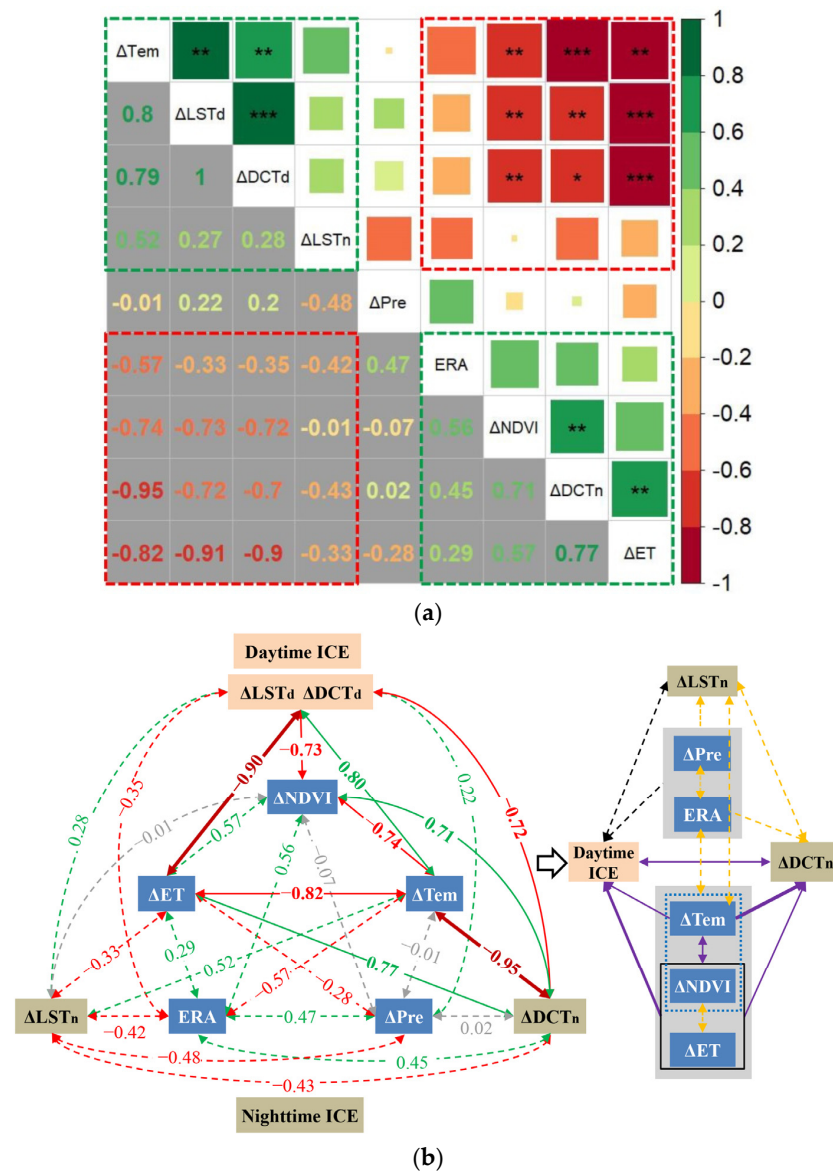 ΔTem ** ** ** *** ** 1
0.8 ΔLSTd *** ** ** *** 0.8
0.79 1 ΔDCTd ** * *** 0.6
0.52 0.27 0.28 ΔLSTn 0.4
0.2
-0.01 0.22 0.2 -0.48 ΔPre 0
-0.57 -0.33 -0.35 -0.42 0.47 ERA -0.2
-0.74 -0.73 -0.72 -0.01 -0.07 0.56 ΔNDVI ** -0.4
-0.95 -0.72 -0.7 -0.43 0.02 0.45 0.71 ΔDCTn ** -0.6
-0.82 -0.91 -0.9 -0.33 -0.28 0.29 0.57 0.77 ΔET -0.8
-1
(a)
Daytime ICE
ΔLSTd ΔDCTd
−0.90
−0.73
0.80
−0.35
0.28
−0.01
ΔNDVI
0.22
−0.72
−0.57
0.56
−0.07
−0.74
0.71
ΔET
−0.82
ΔTem
−0.33
0.29
0.52
−0.57
−0.28
0.77
−0.01
−0.95
ΔLSTn
−0.42
ERA
−0.47
ΔPre
0.02
ΔDCTn
−0.48
0.45
−0.43
Nighttime ICE
ΔLSTn
ΔPre
ERA
Daytime
ICE
ΔDCTn
ΔTem
ΔNDVI
ΔET
(b)